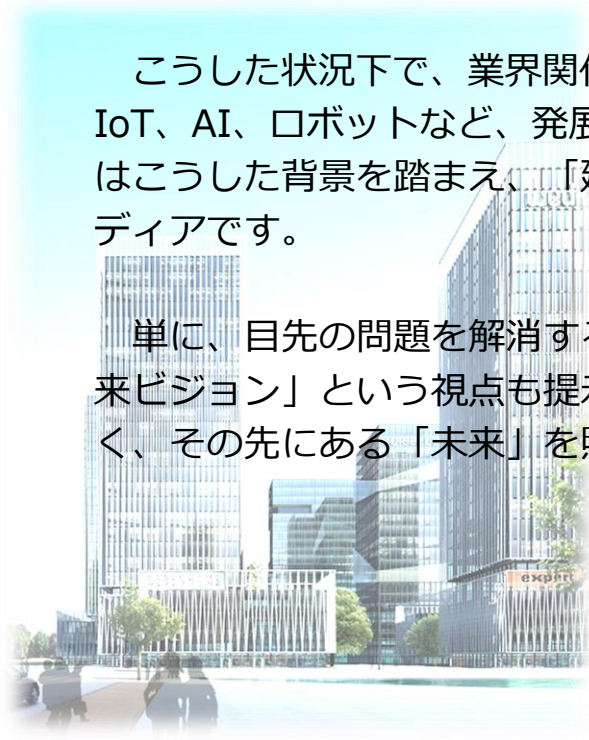 こうした状況下で、業界関
IoT、AI、ロボットなど、発展
はこうした背景を踏まえ、「
ディアです。
単に、目先の問題を解消す
来ビジョン」という視点も提
く、その先にある「未来」を
expert